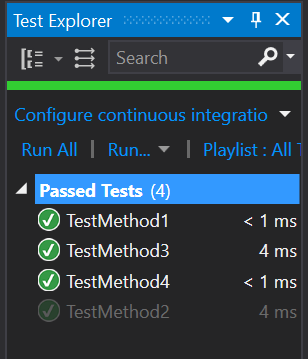 Test Explorer
Search
Configure continuous integratio
Run All | Run... Playlist : All T
Passed Tests (4)
TestMethod1 < 1 ms
TestMethod3 4 ms
TestMethod4 < 1 ms
TestMethod2 4 ms